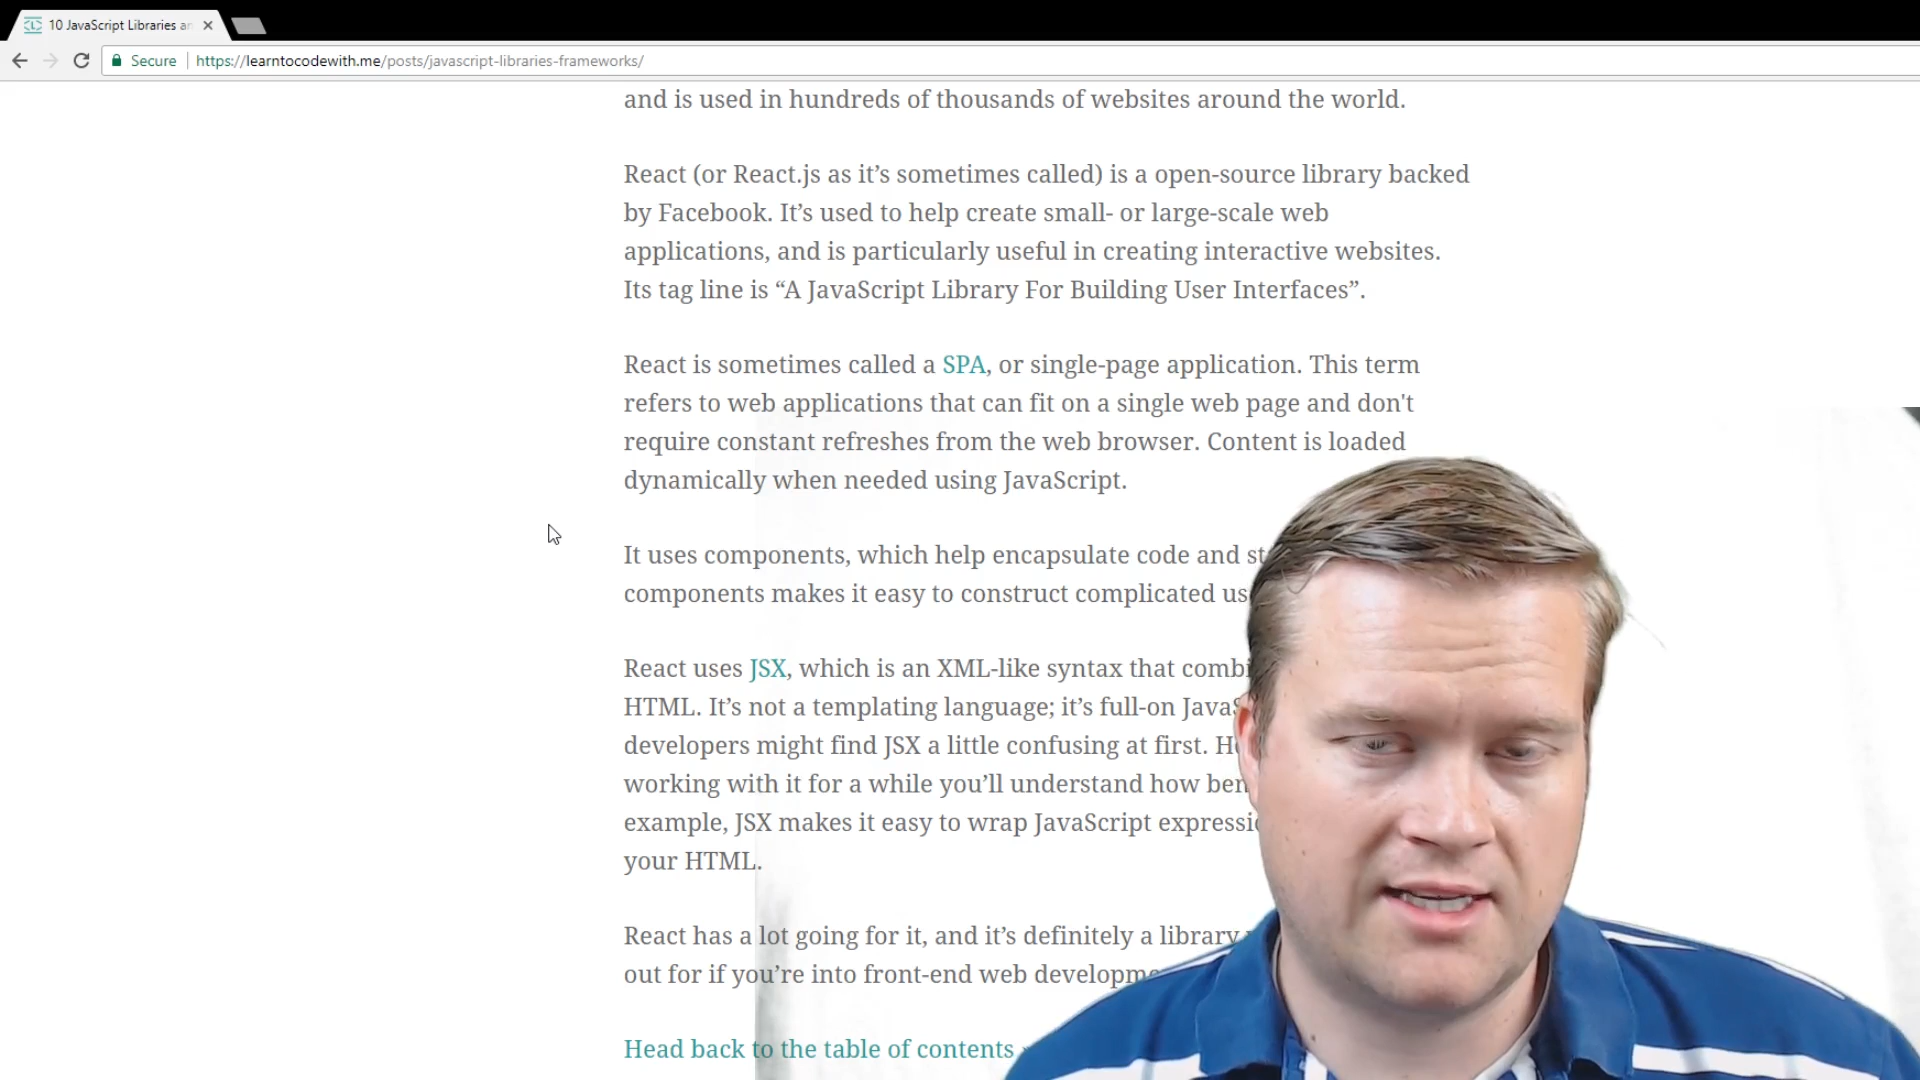 10 JavaScript Libraries
Secure
https://learntocodewith.me/posts/javascript-libraries-frameworks/
and is used in hundreds of thousands of websites around the world.
React (or React.js as it’s sometimes called) is a open-source library backed
by Facebook. It’s used to help create small- or large-scale web
applications, and is particularly useful in creating interactive websites.
Its tag line is “A JavaScript Library For Building User Interfaces”.
React is sometimes called a SPA, or single-page application. This term
refers to web applications that can fit on a single web page and don't
require constant refreshes from the web browser. Content is loaded
dynamically when needed using JavaScript.
It uses components, which help encapsulate code and
components makes it easy to construct complicated
React uses JSX, which is an XML-like syntax that
HTML. It’s not a templating language; it’s full-on
developers might find JSX a little confusing at first.
working with it for a while you’ll understand how
example, JSX makes it easy to wrap JavaScript
your HTML.
React has a lot going for it, and it’s definitely a library
out for if you’re into front-end web
Head back to the table of contents